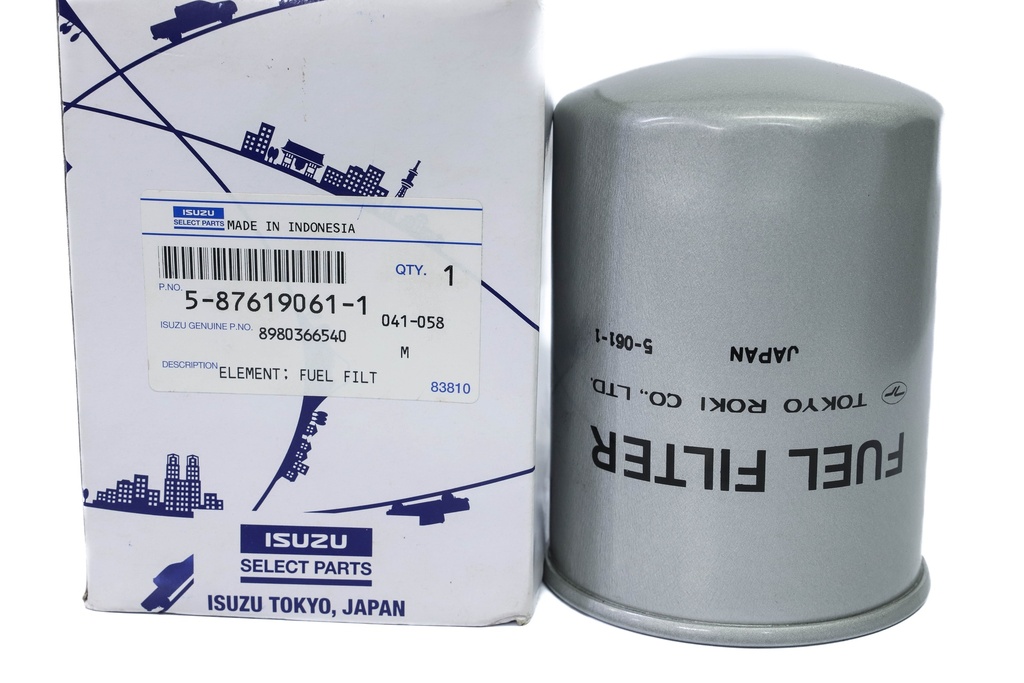 ISUZU
SELECT PARTS
MADE IN INDONESIA
QTY. 1
P.NO.
5-87619061-1
041-058
ISUZU GENUINE P.NO. 8980366540
M
DESCRIPTION ELEMENT: FUEL FILT
83810
ISUZU
SELECT PARTS
ISUZU TOKYO, JAPAN
FUEL FILTER
TOKYO ROKI CO., LTD.
JAPAN 5-061-1